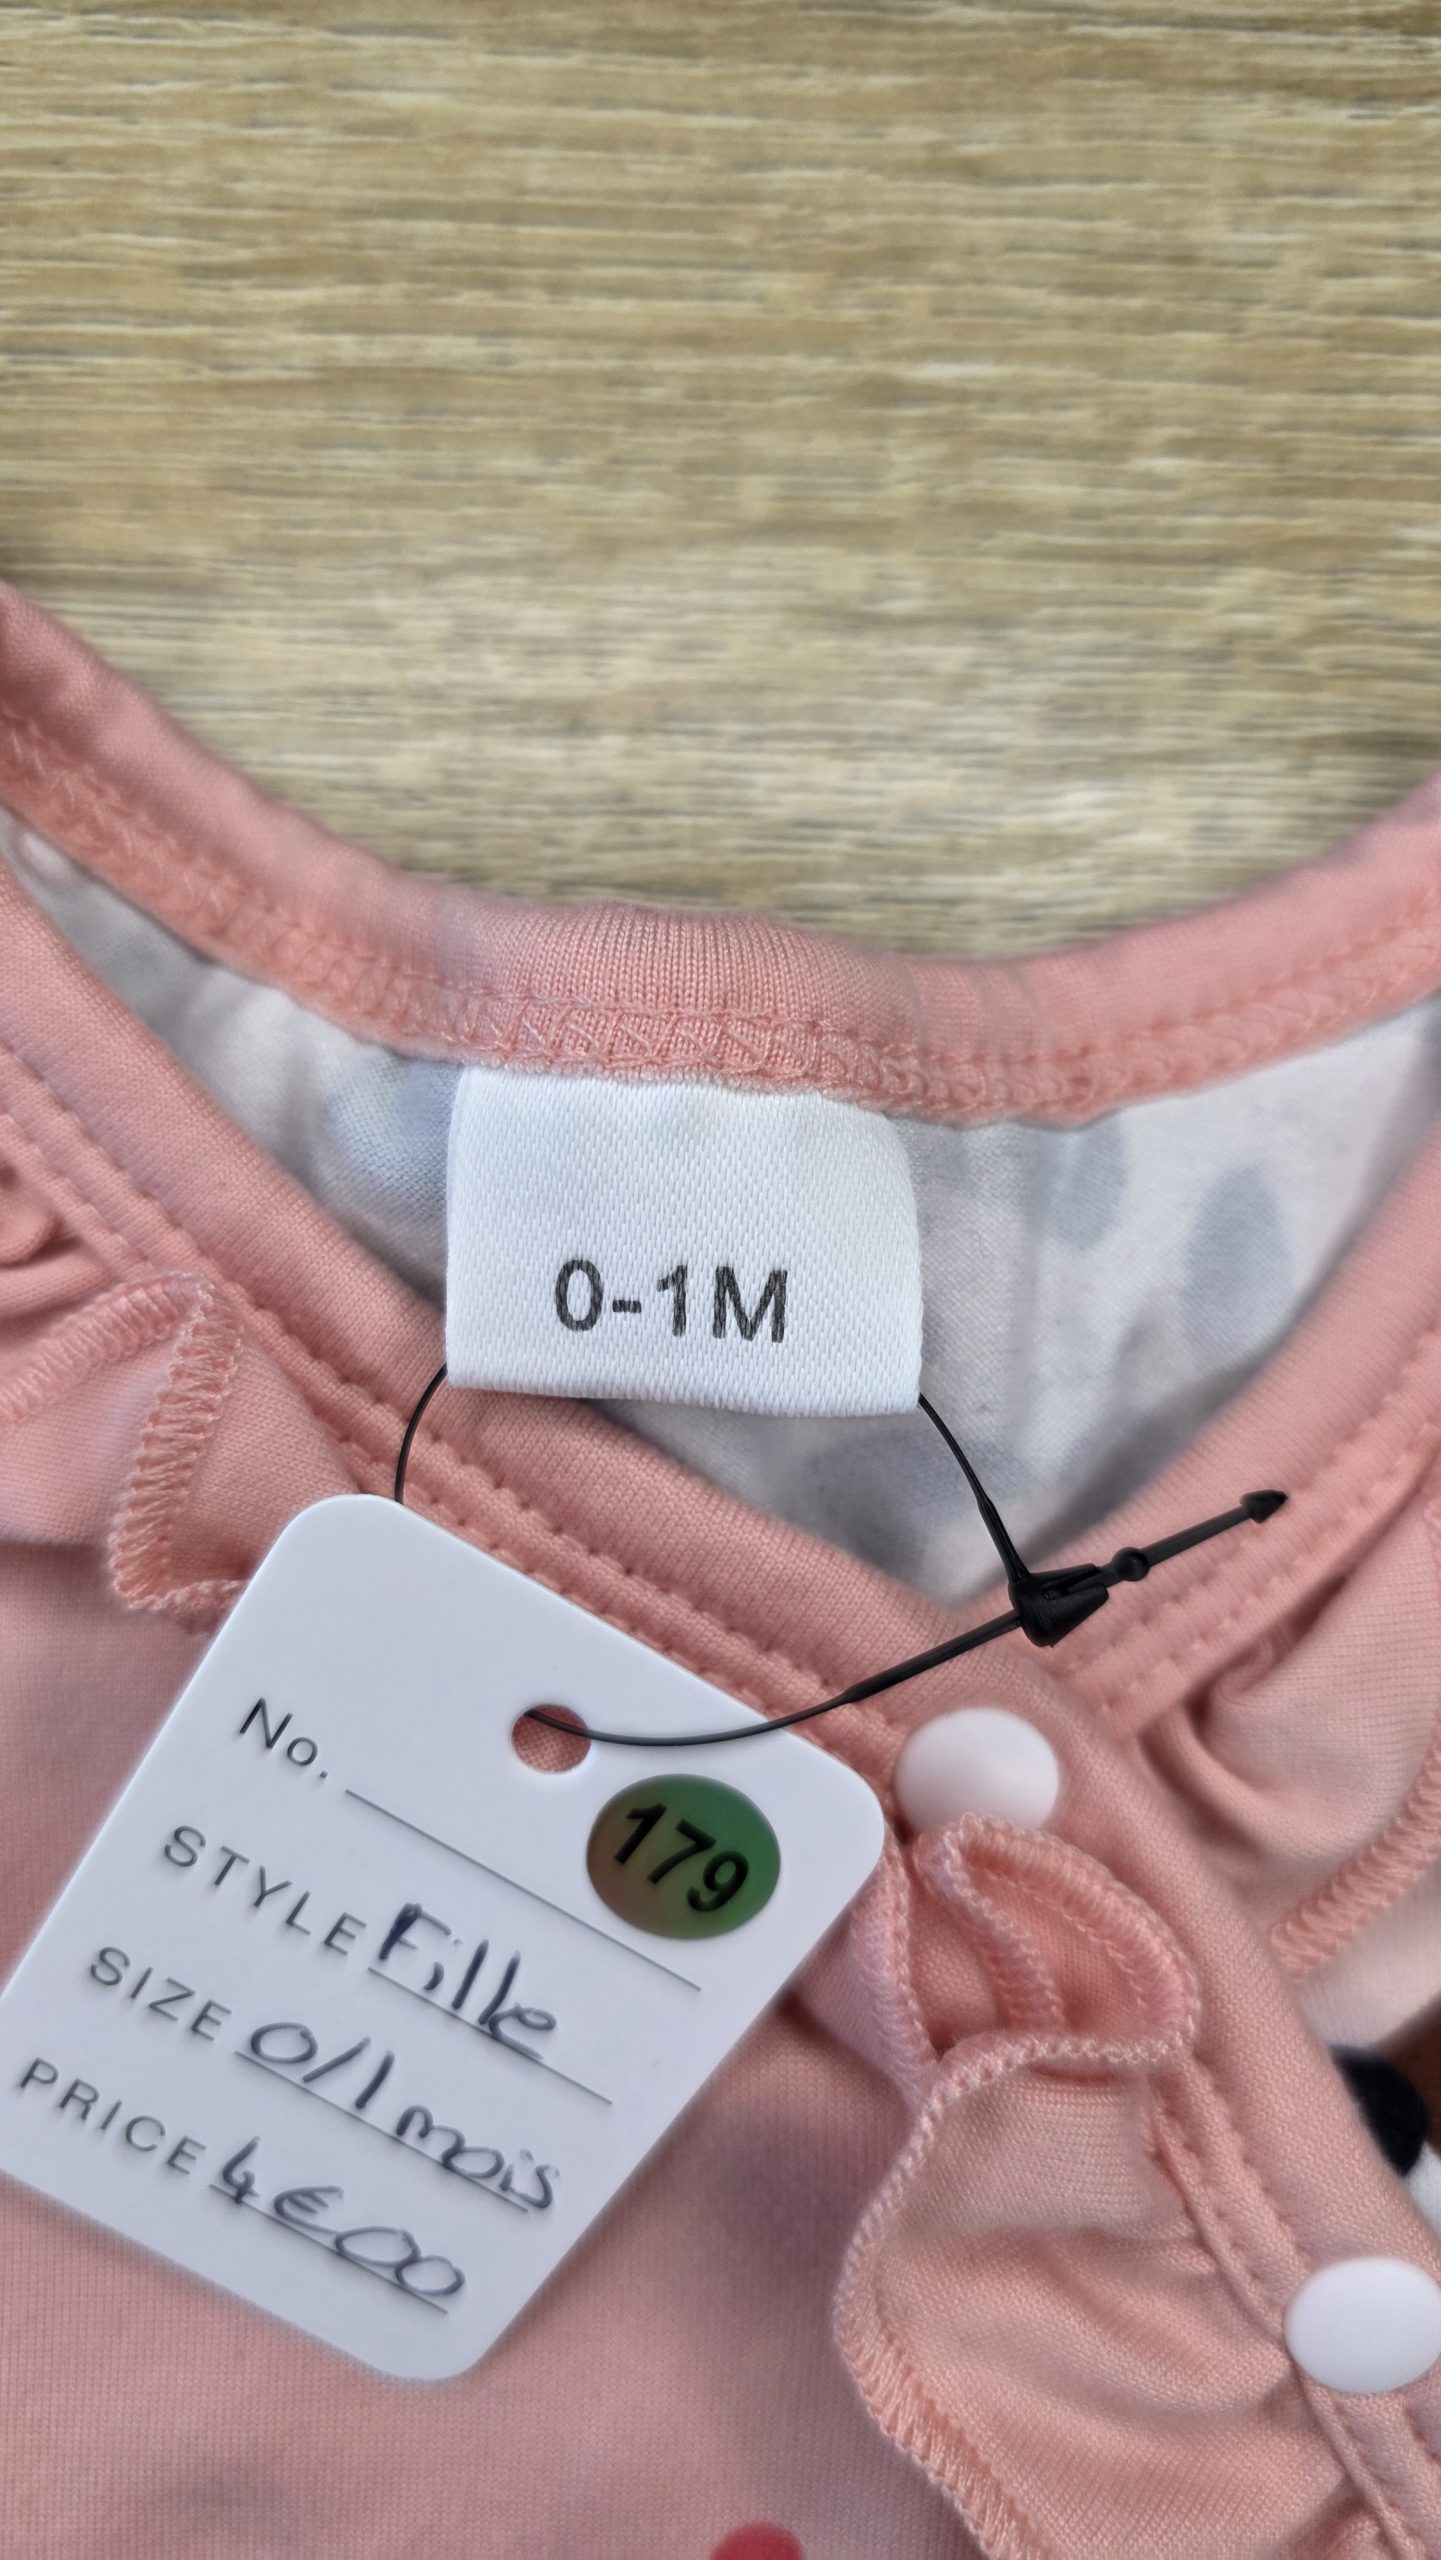 0-1M
No.
179
STYLE Fille
SIZE 0/1 mois
PRICE 4€00